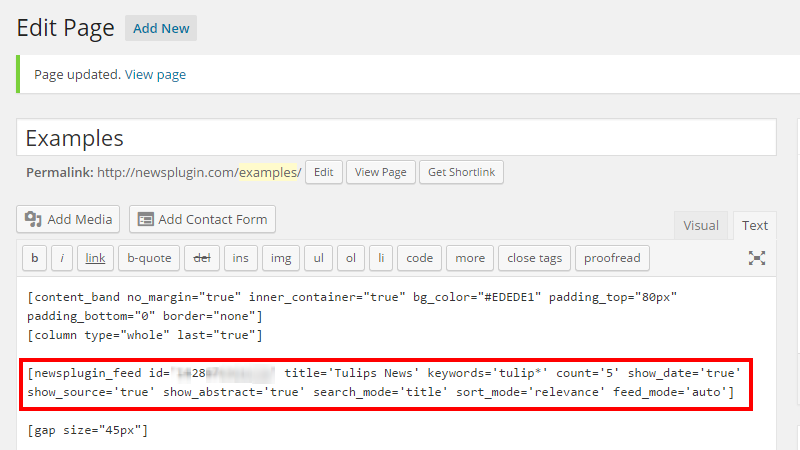 Edit Page Add New
Page updated. View page
Examples
Permalink: http://newsplugin.com/examples/ Edit View Page Get Shortlink
Add Media Add Contact Form Visual Text
b i link b-quote del ins img ul ol li code more close tags proofread
[content_band no_margin="true" inner_container="true" bg_color="#EDEDE1" padding_top="80px"
padding_bottom="0" border="none"]
[column type="whole" last="true"]
[newsplugin_feed id=' ' title='Tulips News' keywords='tulip*' count='5' show_date='true'
show_source='true' show_abstract='true' search_mode='title' sort_mode='relevance' feed_mode='auto']
[gap size="45px"]